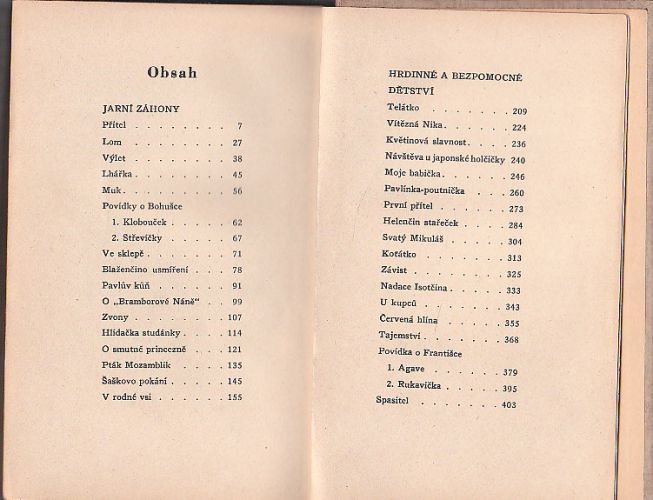 Obsah
JARNÍ ZÁHONY
Přítel . . . . . . . . 7
Lom . . . . . . . . 27
Výlet . . . . . . . . 38
Lhářka . . . . . . . 45
Muk . . . . . . . . 56
Povídky o Bohušce
1. Klobouček . . . . . 62
2. Střevíčky . . . . . 67
Ve sklepě . . . . . . . 71
Blaženčino usmíření . . . 78
Pavlův kůň . . . . . . 91
O „Bramborové Náně“ . . 99
Zvony . . . . . . . 107
Hlídačka studánky . . . . 114
O smutné princezně . . . 121
Pták Mozamblik . . . . 135
Šaškovo pokání . . . . . 145
V rodné vsi . . . . . . 155
HRDINNÉ A BEZPOMOCNÉ
DĚTSTVÍ
Telátko . . . . . . . 209
Vítězná Nika . . . . . . 224
Květinová slavnost . . . . 236
Návštěva u japonské holčičky 240
Moje babička . . . . . . 246
Pavlínka-poutnička . . . 260
První přítel . . . . . . 273
Helenčin stařeček . . . . 284
Svatý Mikuláš . . . . . 304
Koťátko . . . . . . . 313
Závist . . . . . . . . 325
Nadace Isotčina . . . . . 333
U kupců . . . . . . . 343
Červená hlína . . . . . 355
Tajemství . . . . . . . 368
Povídka o Františce
1. Agave . . . . . . 379
2. Rukavička . . . . . 395
Spasitel . . . . . . . 403